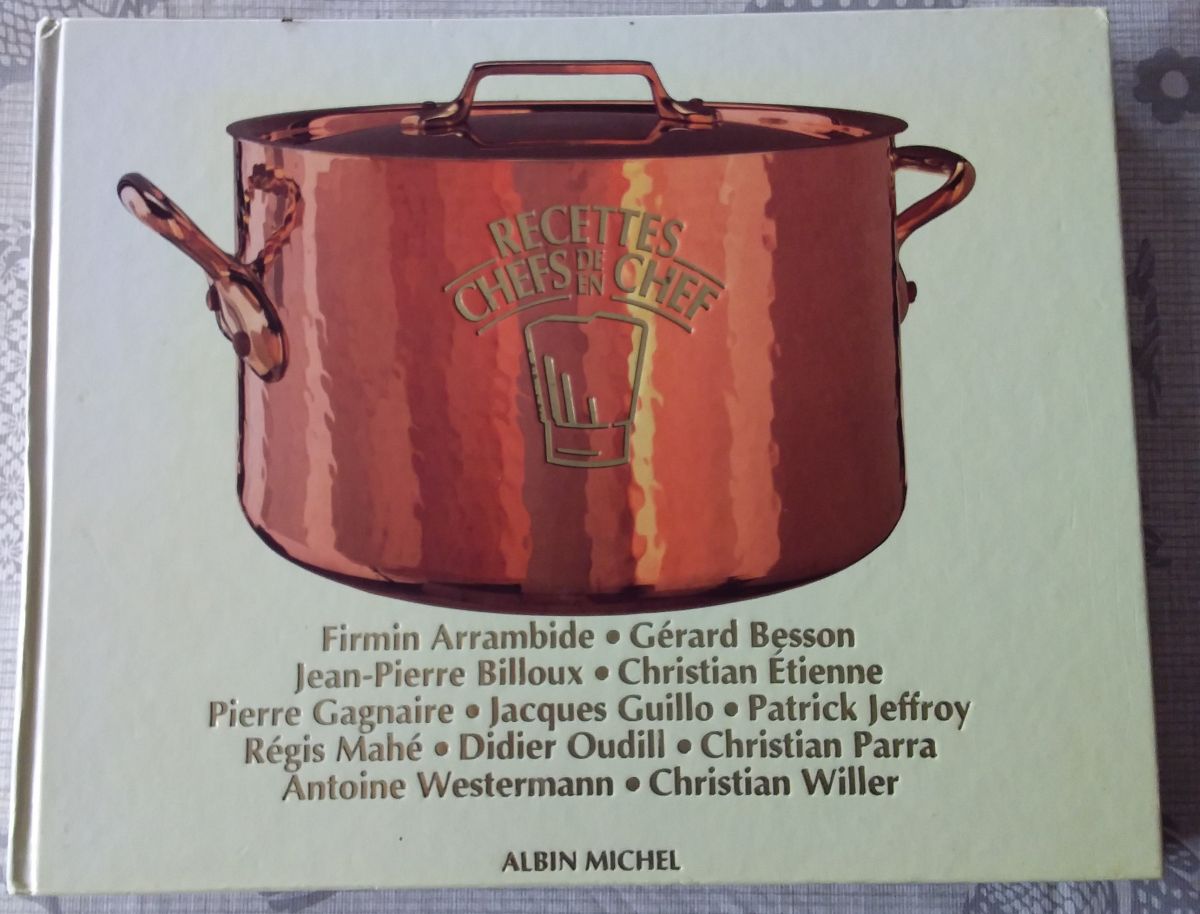 RECETTES
CHEFS DE EN CHEF
Firmin Arrambide • Gérard Besson
Jean-Pierre Billoux • Christian Étienne
Pierre Gagnaire • Jacques Guillo • Patrick Jeffroy
Régis Mahé • Didier Oudill • Christian Parra
Antoine Westermann • Christian Willer
ALBIN MICHEL